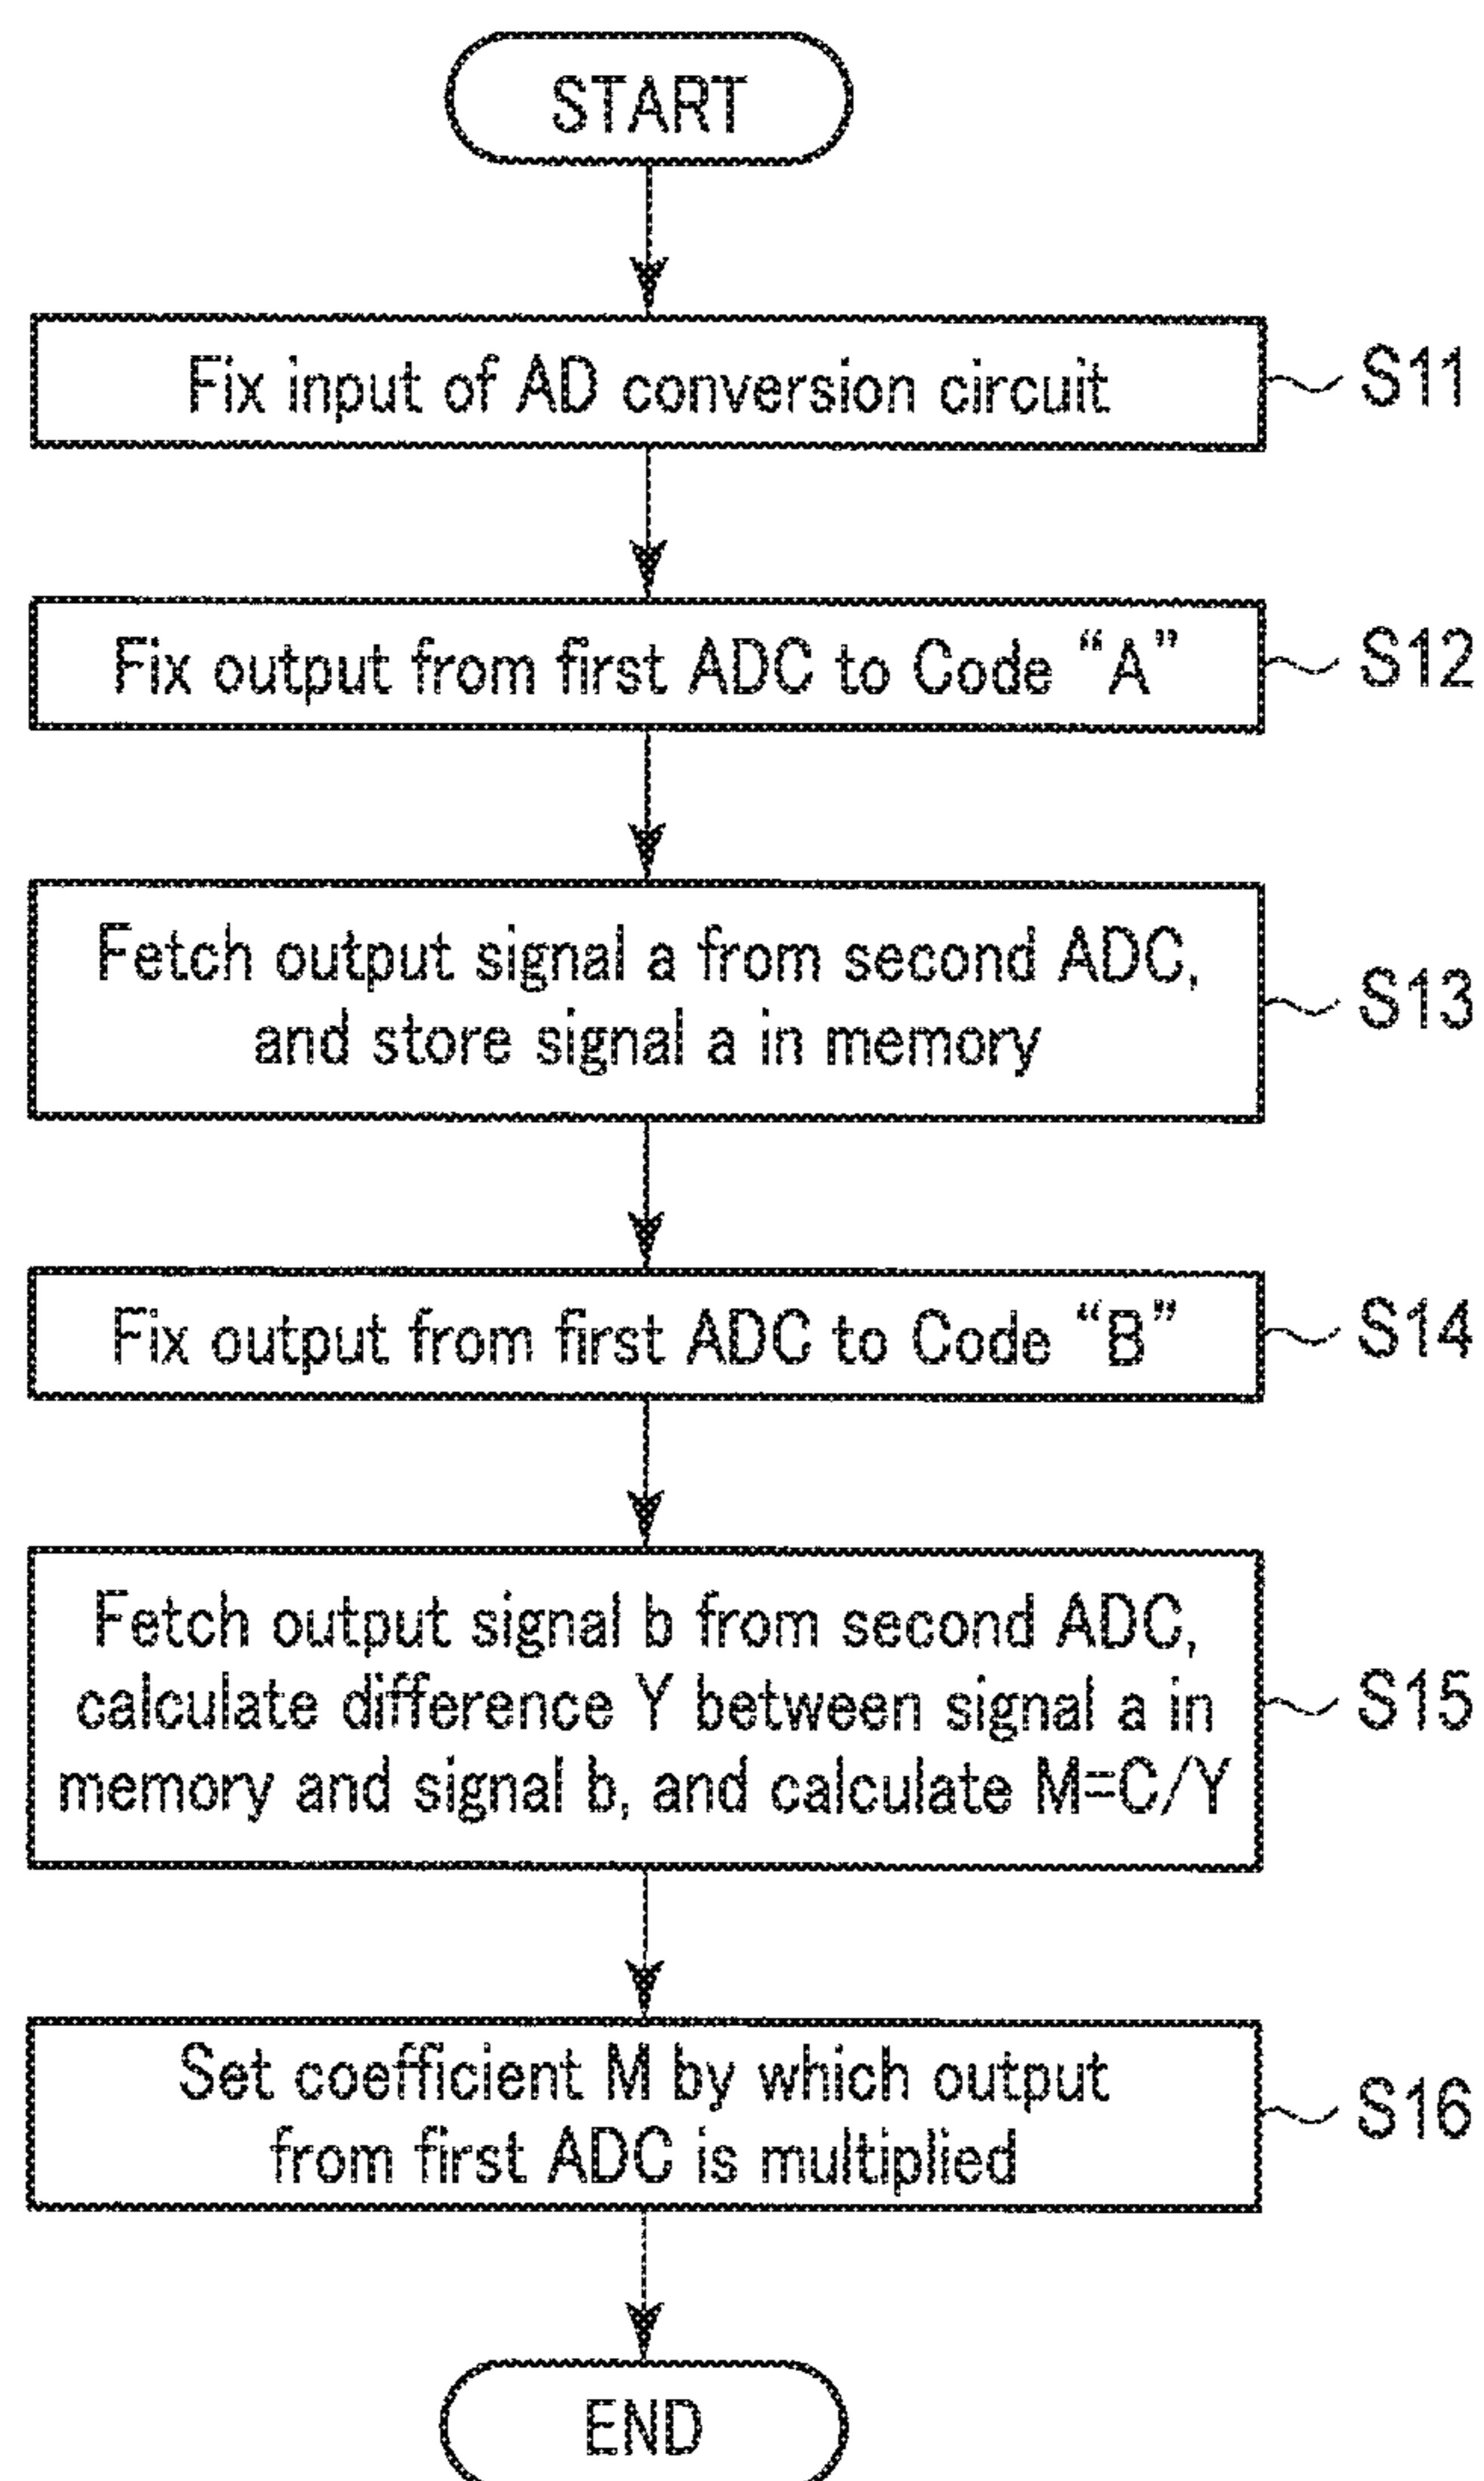 START
Fix input of AD conversion circuit
S11
Fix output from first ADC to Code “A”
S12
Fetch output signal a from second ADC,
and store signal a in memory
S13
Fix output from first ADC to Code “B”
S14
Fetch output signal b from second ADC,
calculate difference Y between signal a in
memory and signal b, and calculate M=C/Y
S15
Set coefficient M by which output
from first ADC is multiplied
S16
END